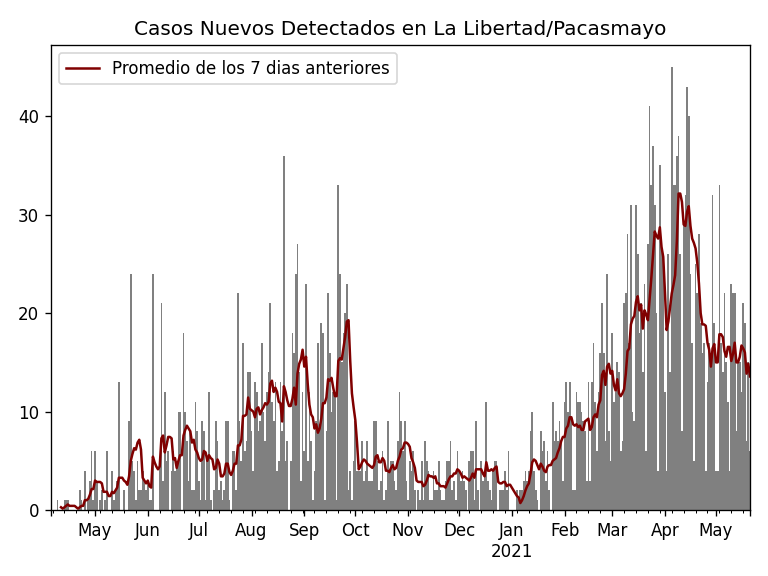 Casos Nuevos Detectados en La Libertad/Pacasmayo
Promedio de los 7 dias anteriores
40
30
20
10
0
May Jun Jul Aug Sep Oct Nov Dec Jan Feb Mar Apr May
2021